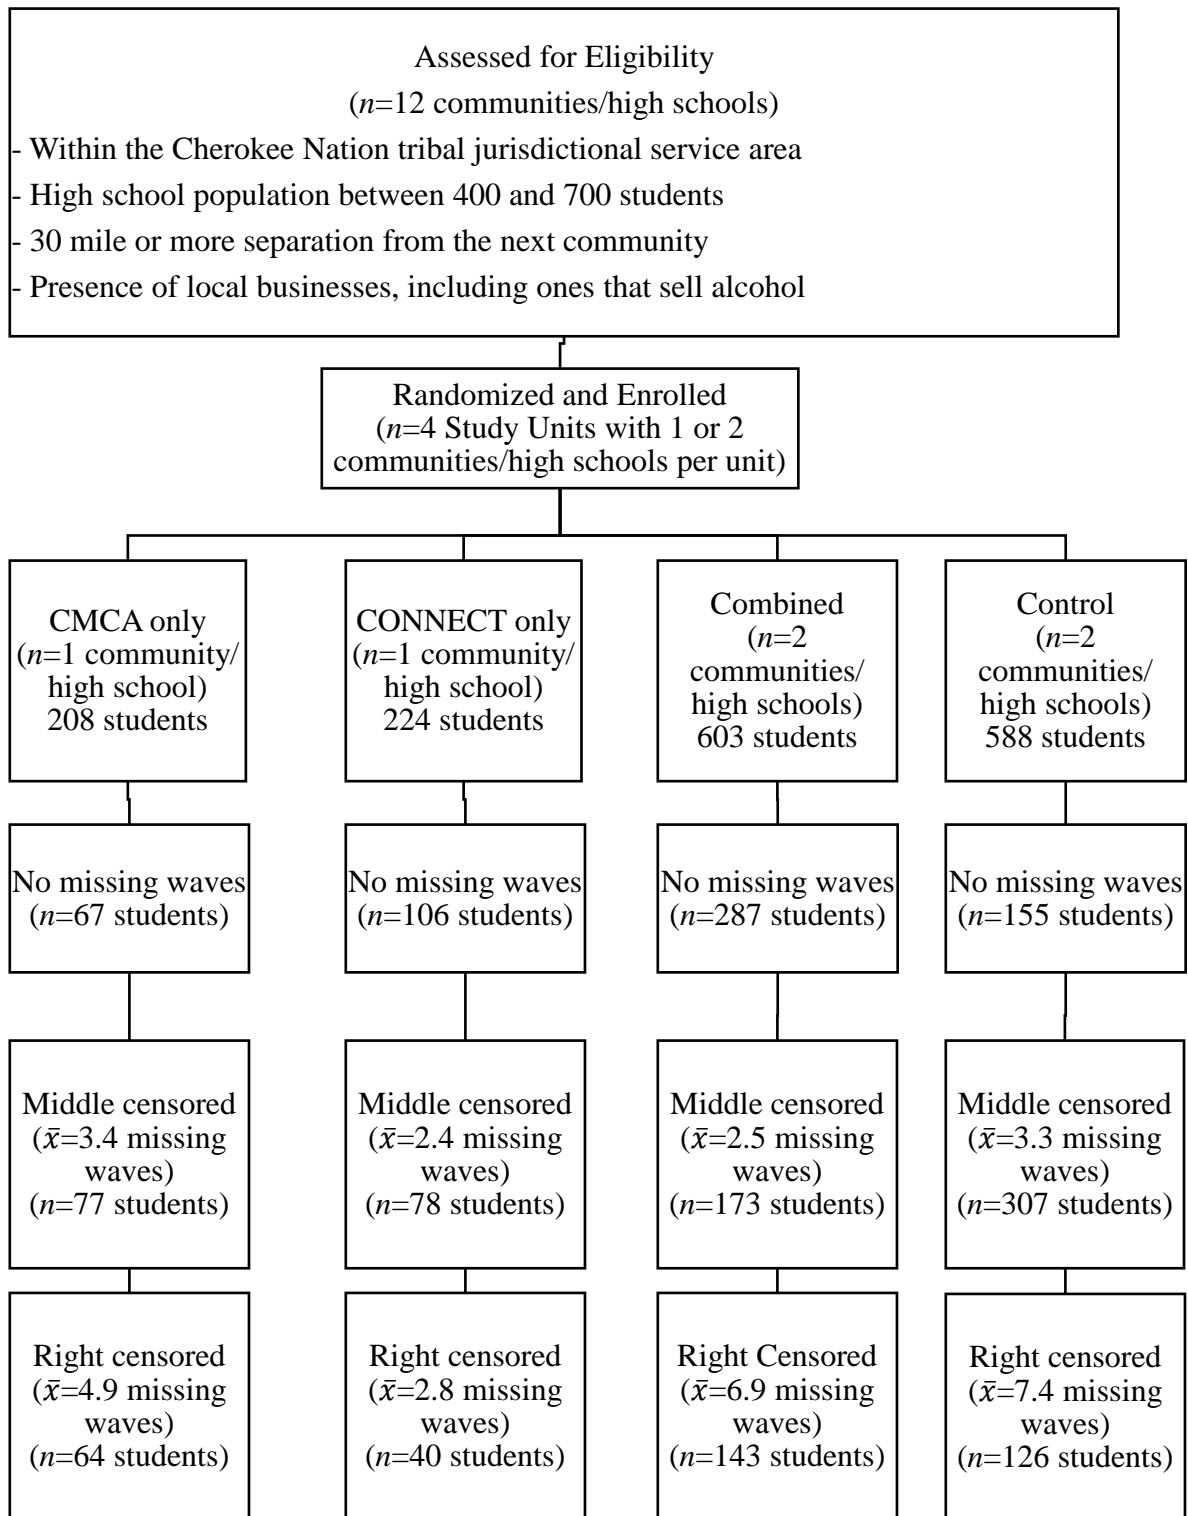 Assessed for Eligibility
(n=12 communities/high schools)
- Within the Cherokee Nation tribal jurisdictional service area
- High school population between 400 and 700 students
- 30 mile or more separation from the next community
- Presence of local businesses, including ones that sell alcohol
Randomized and Enrolled
(n=4 Study Units with 1 or 2
communities/high schools per unit)
CMCA only
(n=1 community/
high school)
208 students
CONNECT only
(n=1 community/
high school)
224 students
Combined
(n=2
communities/
high schools)
603 students
Control
(n=2
communities/
high schools)
588 students
No missing waves
(n=67 students)
No missing waves
(n=106 students)
No missing waves
(n=287 students)
No missing waves
(n=155 students)
Middle censored
(x̄=3.4 missing
waves)
(n=77 students)
Middle censored
(x̄=2.4 missing
waves)
(n=78 students)
Middle censored
(x̄=2.5 missing
waves)
(n=173 students)
Middle censored
(x̄=3.3 missing
waves)
(n=307 students)
Right censored
(x̄=4.9 missing
waves)
(n=64 students)
Right censored
(x̄=2.8 missing
waves)
(n=40 students)
Right Censored
(x̄=6.9 missing
waves)
(n=143 students)
Right censored
(x̄=7.4 missing
waves)
(n=126 students)